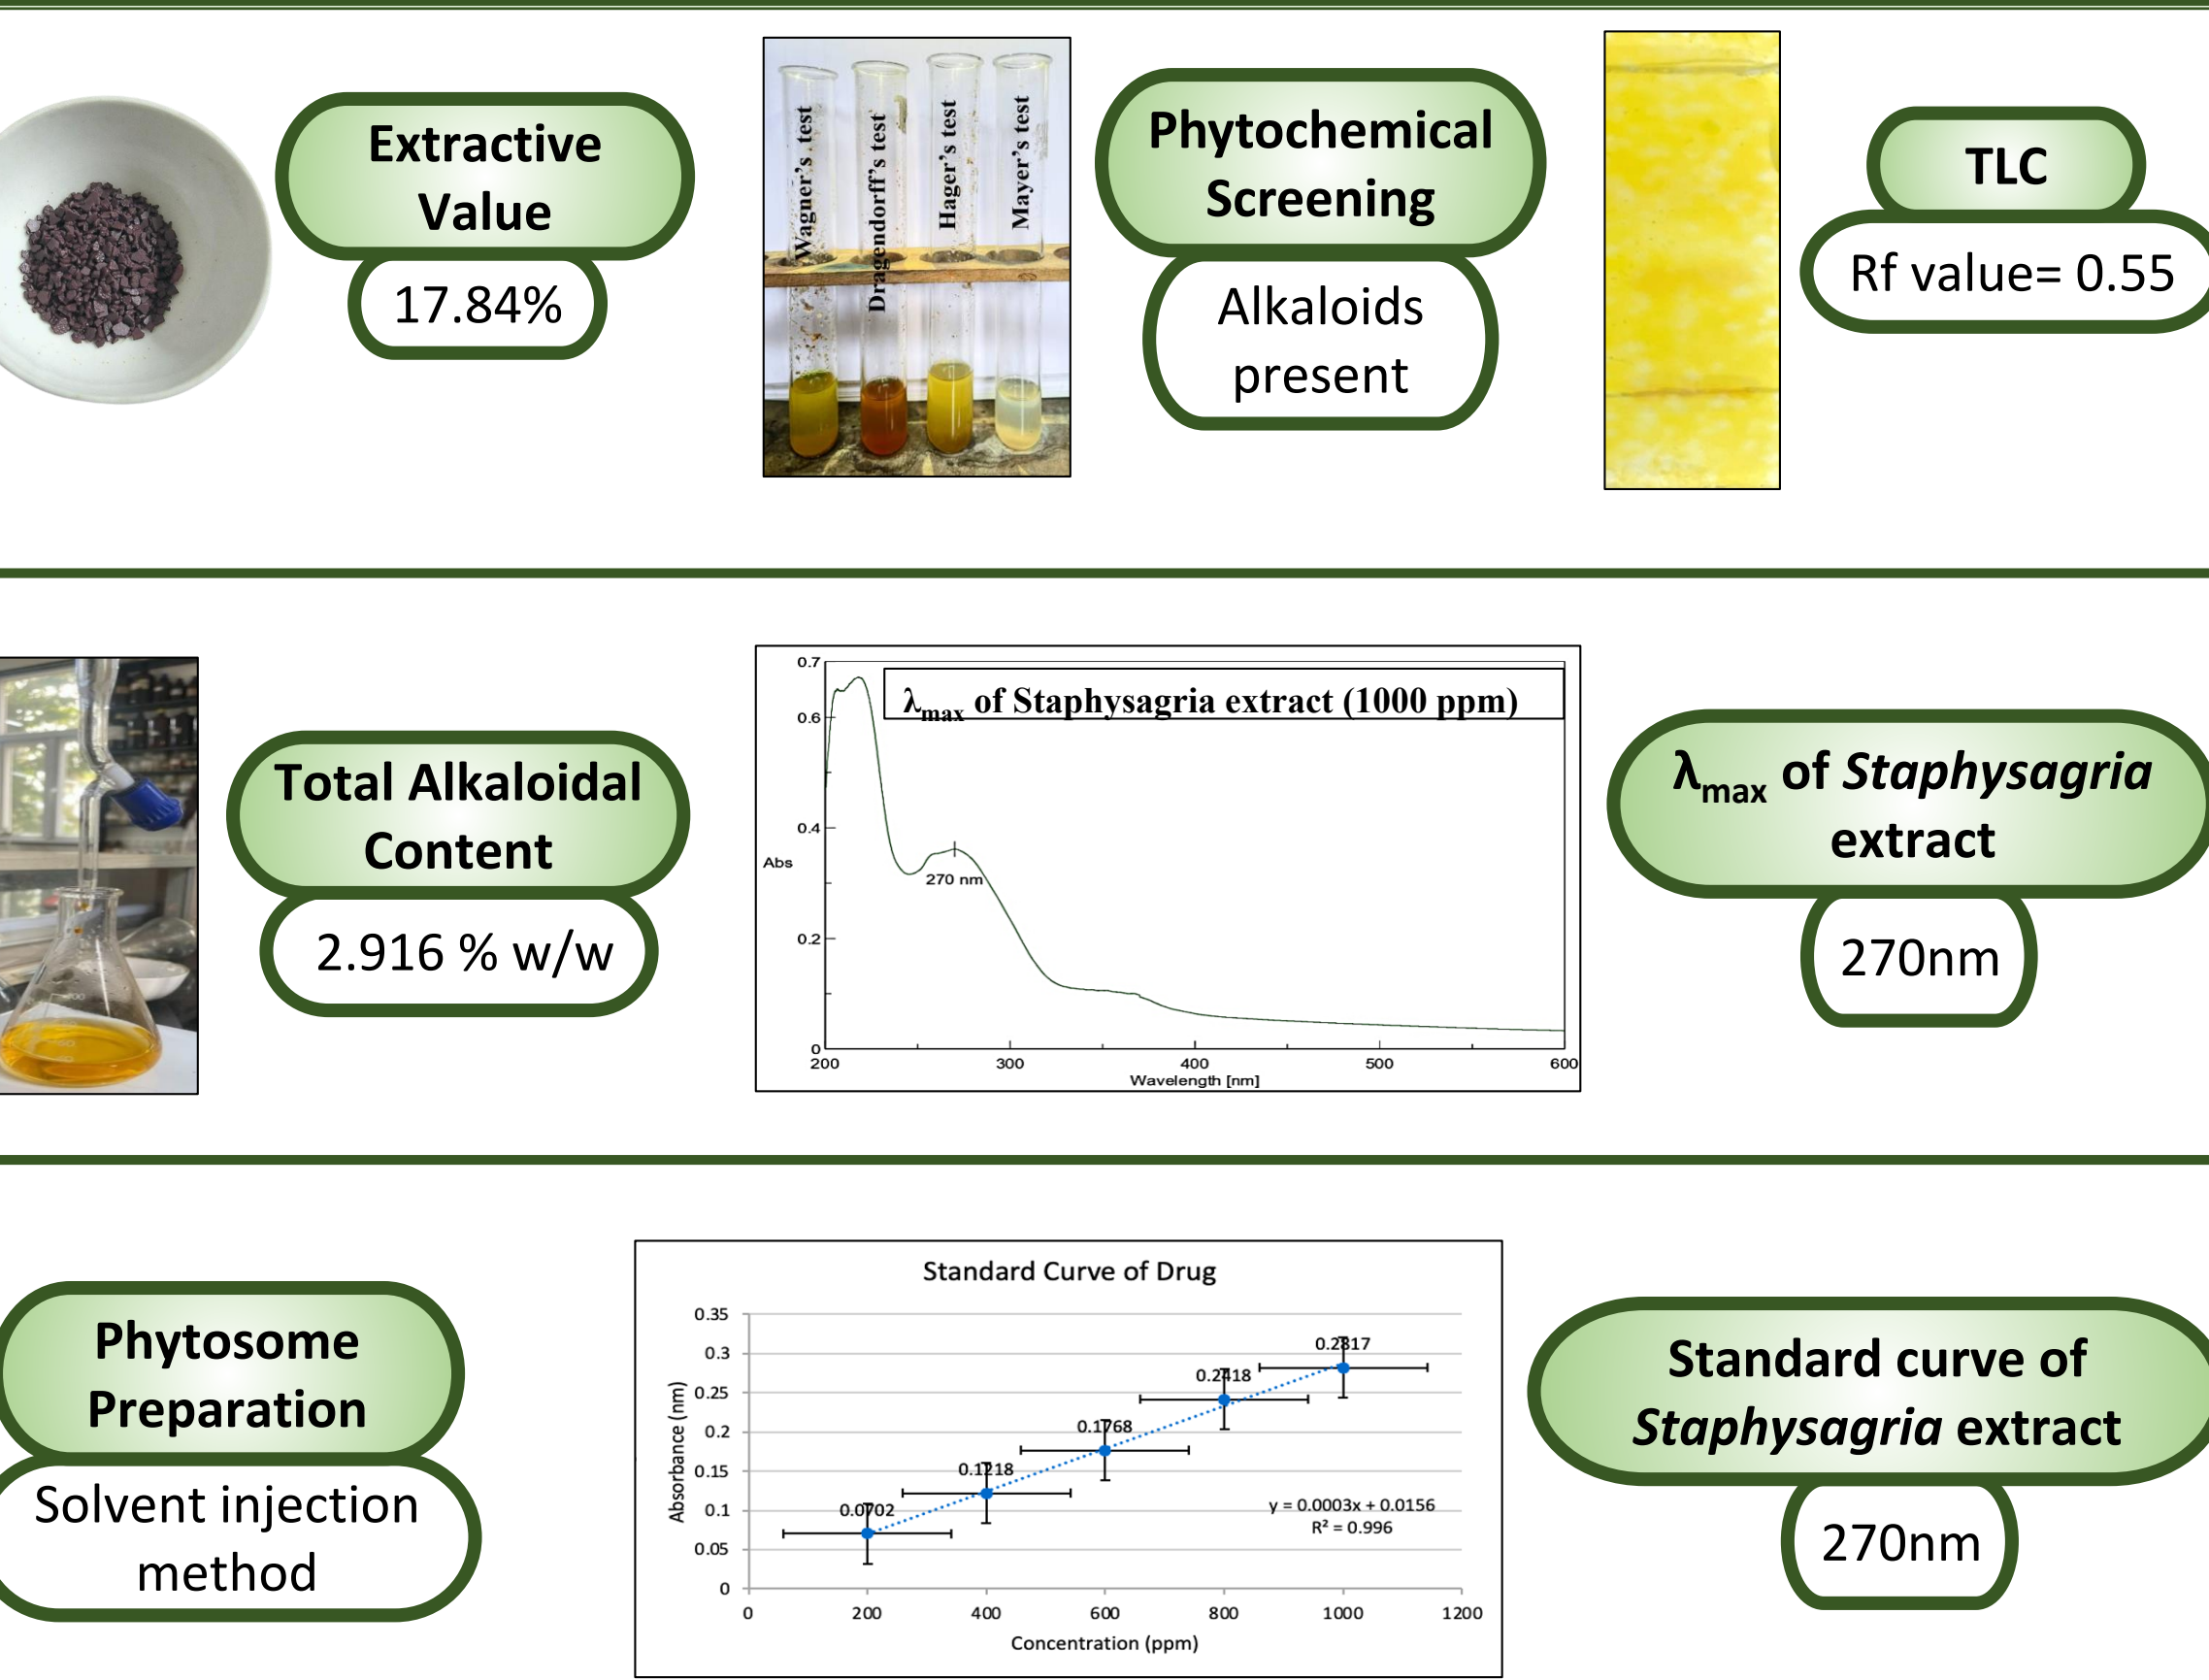 Extractive
Value
17.84%
Wagner's test
Dragendorff's test
Hager's test
Mayer's test
Phytochemical
Screening
Alkaloids
present
TLC
Rf value= 0.55
Total Alkaloidal
Content
2.916 % w/w
λmax of Staphysagria extract (1000 ppm)
0.7
0.6
0.4
Abs
0.2
0
270 nm
200
300
400
500
600
Wavelength [nm]
λmax of Staphysagria
extract
270nm
Phytosome
Preparation
Solvent injection
method
Standard Curve of Drug
Absorbance (nm)
0.35
0.3
0.25
0.2
0.15
0.1
0.05
0
0.0702
0.1218
0.1768
0.2418
0.2817
y = 0.0003x + 0.0156
R² = 0.996
0
200
400
600
800
1000
1200
Concentration (ppm)
Standard curve of
Staphysagria extract
270nm